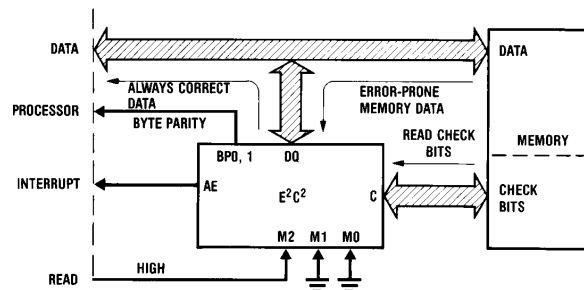 DATA
DATA
ALWAYS CORRECT
DATA
ERROR-PRONE
MEMORY DATA
PROCESSOR
BYTE PARITY
READ CHECK
BITS
MEMORY
BP0, 1
DQ
INTERRUPT
AE
E²C²
C
CHECK
BITS
M2
M1
M0
READ
HIGH